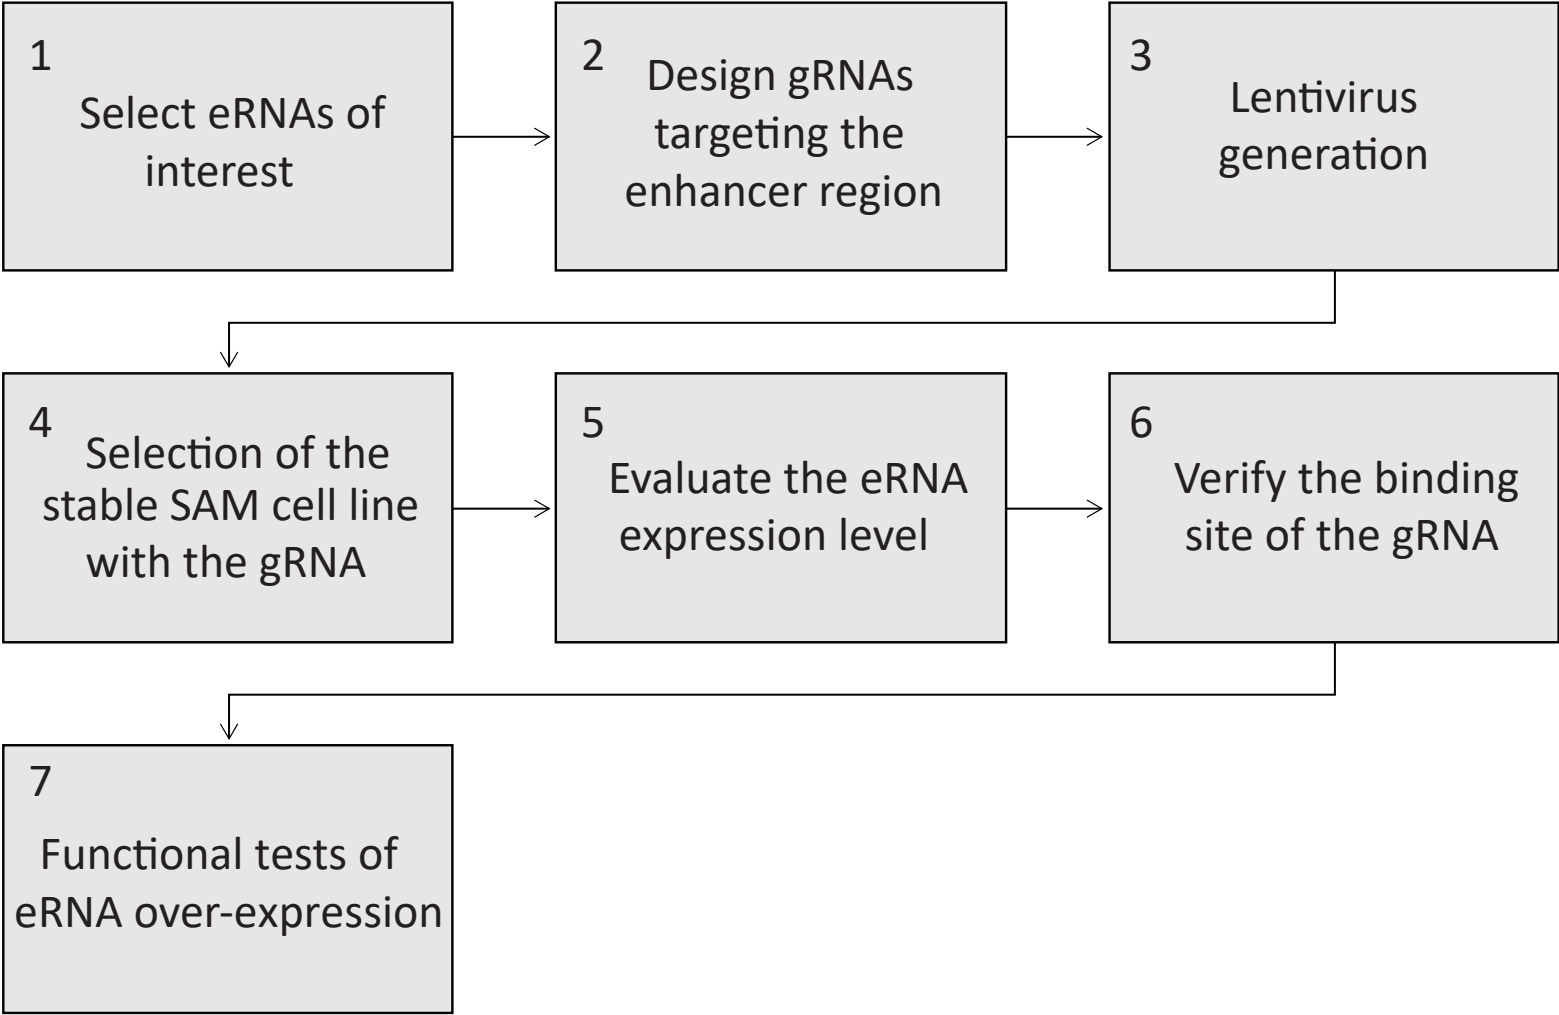 1
Select eRNAs of
interest
2
Design gRNAs
targeting the
enhancer region
3
Lentivirus
generation
4
Selection of the
stable SAM cell line
with the gRNA
5
Evaluate the eRNA
expression level
6
Verify the binding
site of the gRNA
7
Functional tests of
eRNA over-expression